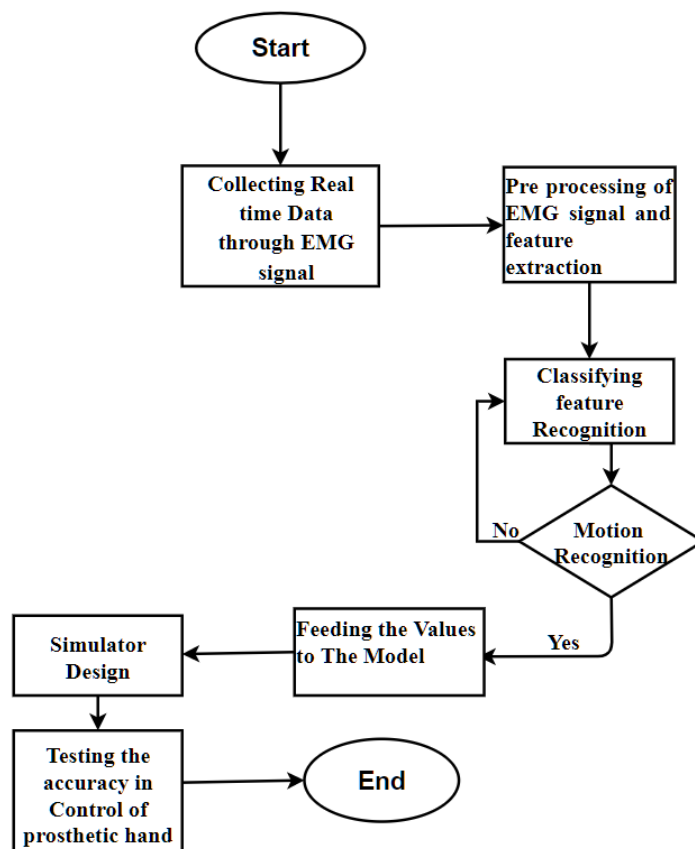 Start
Collecting Real
time Data
through EMG
signal
Pre processing of
EMG signal and
feature
extraction
Classifying
feature
Recognition
Motion
Recognition
No
Yes
Feeding the Values
to The Model
Simulator
Design
Testing the
accuracy in
Control of
prosthetic hand
End